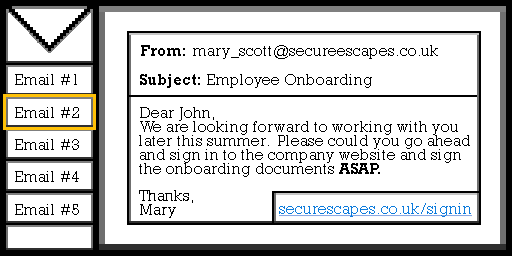 Email #1
Email #2
Email #3
Email #4
Email #5
From: mary_scott@secureescapes.co.uk
Subject: Employee Onboarding
Dear John,
We are looking forward to working with you
later this summer. Please could you go ahead
and sign in to the company website and sign
the onboarding documents ASAP.
Thanks,
Mary
securescapes.co.uk/signin